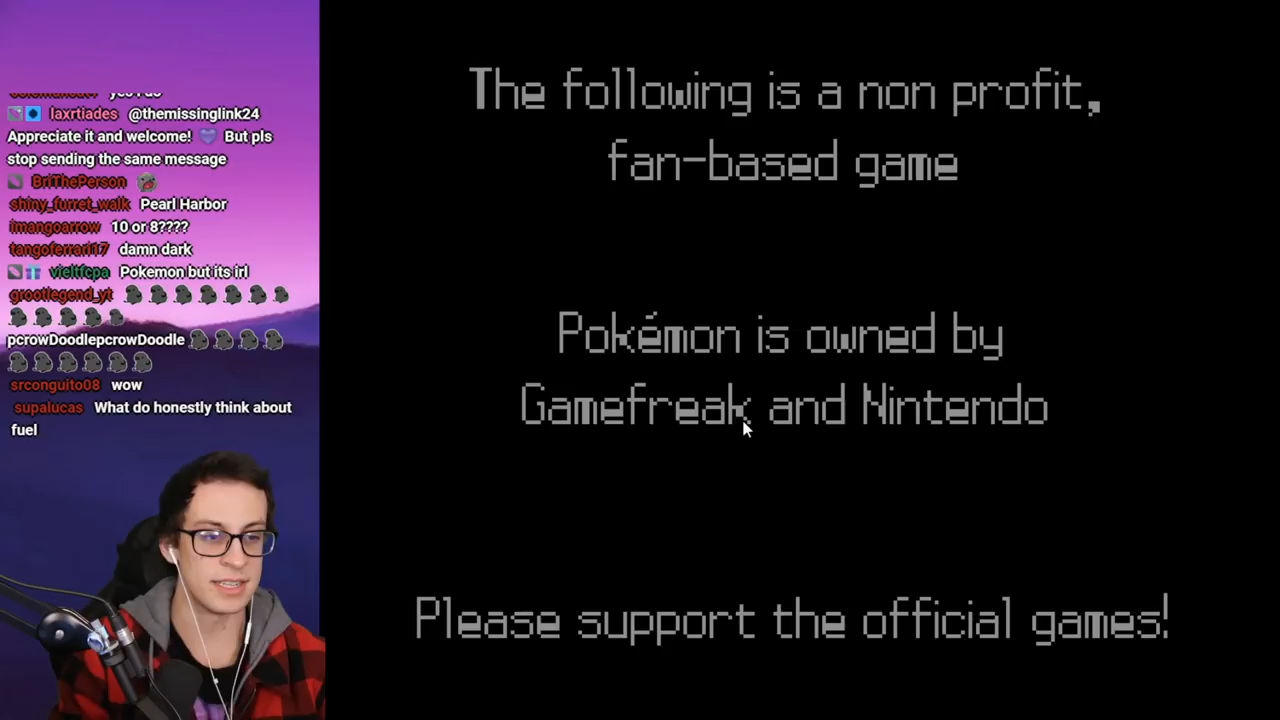 yes I do
laxrtiades @themissinglink24
Appreciate it and welcome! But pls
stop sending the same message
BriThePerson
shiny_furret_walk Pearl Harbor
imangoarrow 10 or 8????
tangoferrari17 damn dark
vieltfcpa Pokemon but its irl
grootlegend_yt
pcrowDoodlepcrowDoodle
srconguito08 wow
supalucas What do honestly think about
fuel
The following is a non profit,
fan-based game
Pokémon is owned by
Gamefreak and Nintendo
Please support the official games!